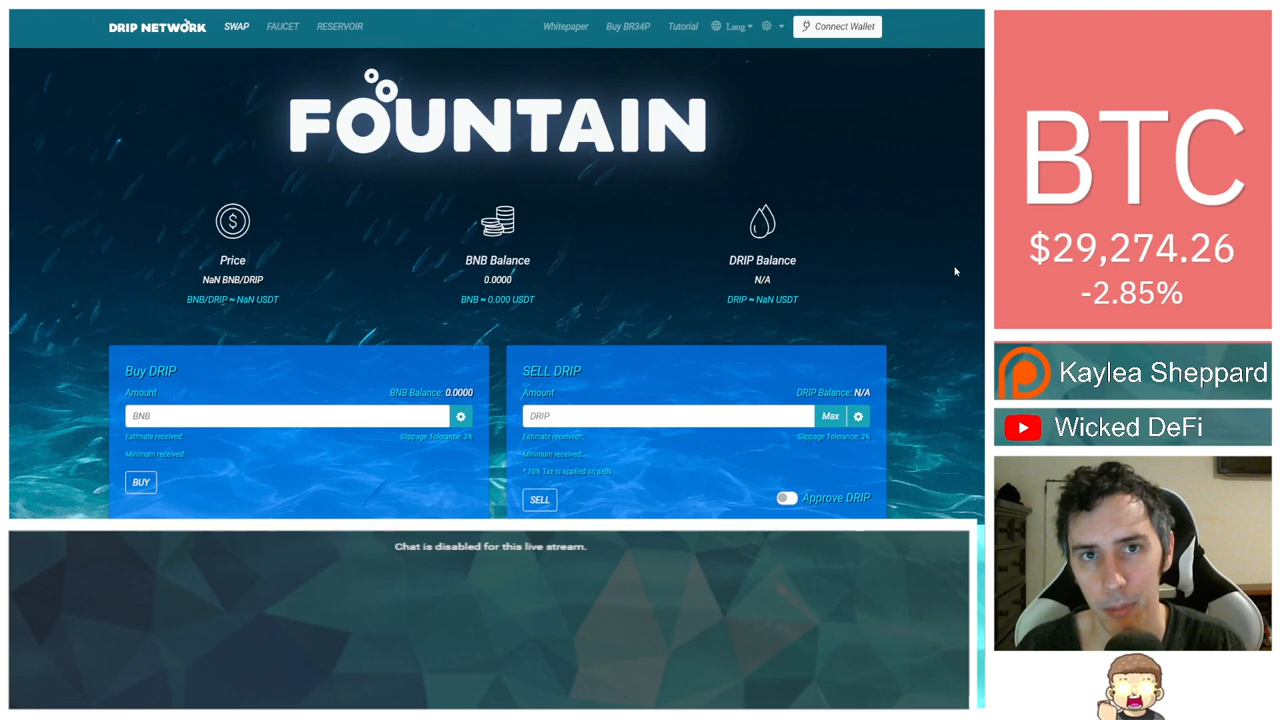 DRIP NETWORK
SWAP
FAUCET
RESERVOIR
Whitepaper
Buy BR34P
Tutorial
Lang
Connect Wallet
FOUNTAIN
Price
NaN BNB/DRIP
BNB/DRIP ≈ NaN USDT
BNB Balance
0.0000
BNB ≈ 0.000 USDT
DRIP Balance
N/A
DRIP ≈ NaN USDT
Buy DRIP
Amount
BNB Balance: 0.0000
BNB
Estimate received:
Slippage Tolerance: 3%
Minimum received:
BUY
SELL DRIP
Amount
DRIP Balance: N/A
DRIP
Max
Estimate received*:
Slippage Tolerance: 3%
Minimum received:
* 10% Tax is applied on sells
SELL
Approve DRIP
Chat is disabled for this live stream.
BTC
$29,274.26
-2.85%
Kaylea Sheppard
Wicked DeFi